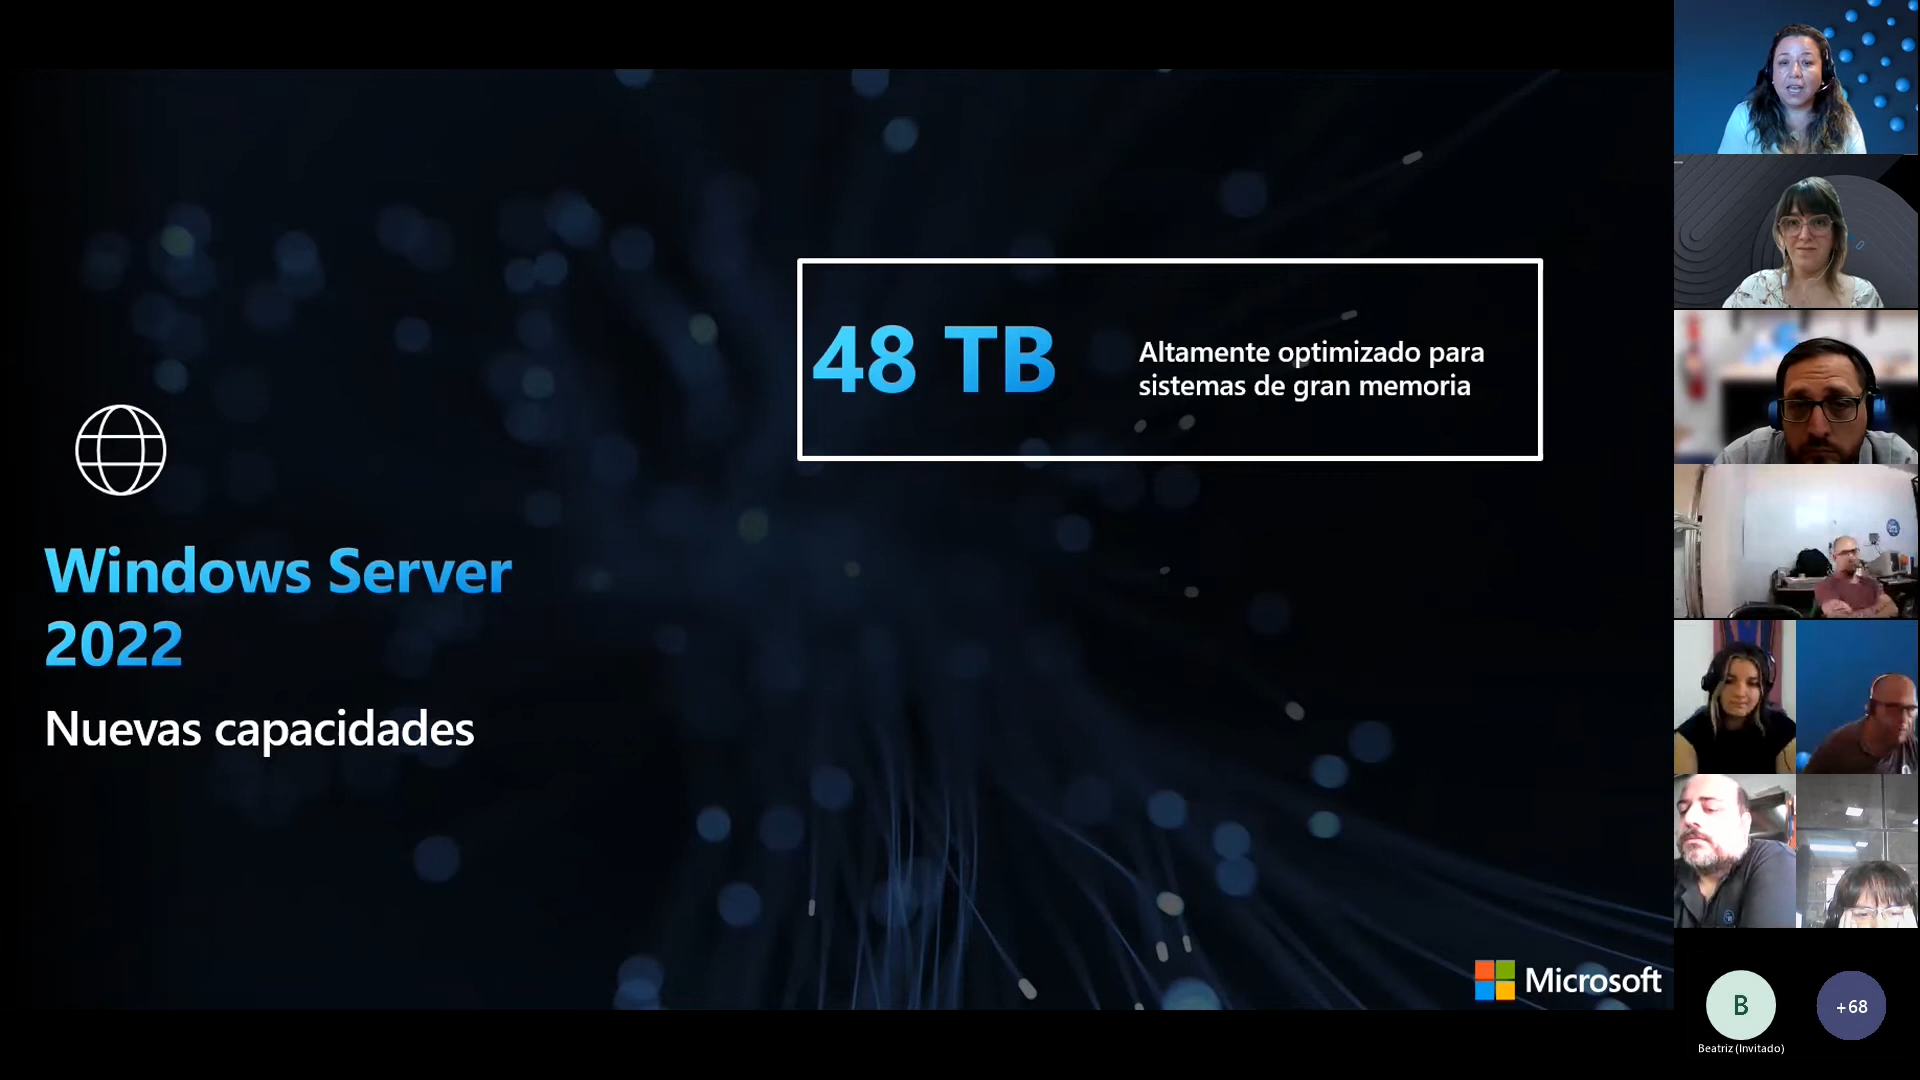 48 TB
Altamente optimizado para
sistemas de gran memoria
Windows Server
2022
Nuevas capacidades
Microsoft
B
+68
Beatriz (Invitado)